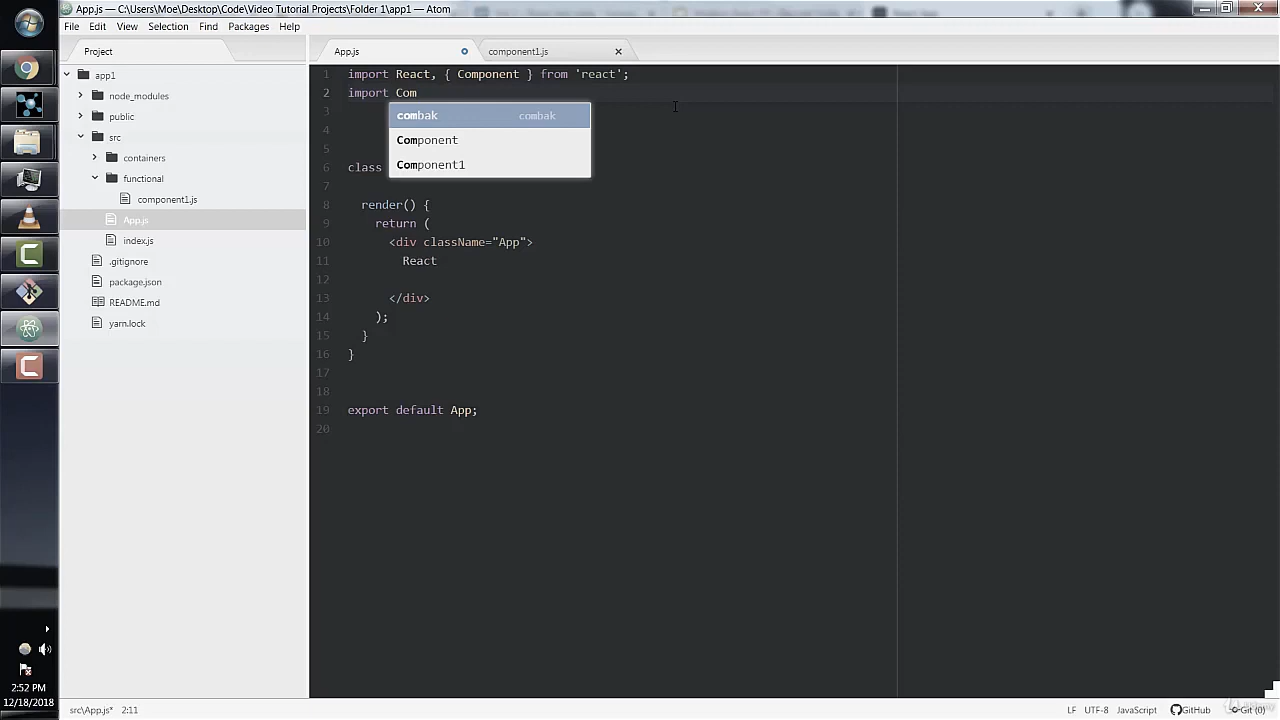 App.js — C:\Users\Moe\Desktop\Code\Video Tutorial Projects\Folder 1\app1 — Atom
File Edit View Selection Find Packages Help
Project
App.js
component1.js
app1
node_modules
public
src
containers
functional
component1.js
App.js
index.js
.gitignore
package.json
README.md
yarn.lock
1 import React, { Component } from 'react';
2 import Com
combak combak
3
Component
4
5
Component1
6 class
7
8 render() {
9 return (
10 <div className="App">
11 React
12
13 </div>
14 );
15 }
16 }
17
18
19 export default App;
20
2:52 PM
12/18/2018
src\App.js* 2:11
LF UTF-8 JavaScript GitHub Git (0)